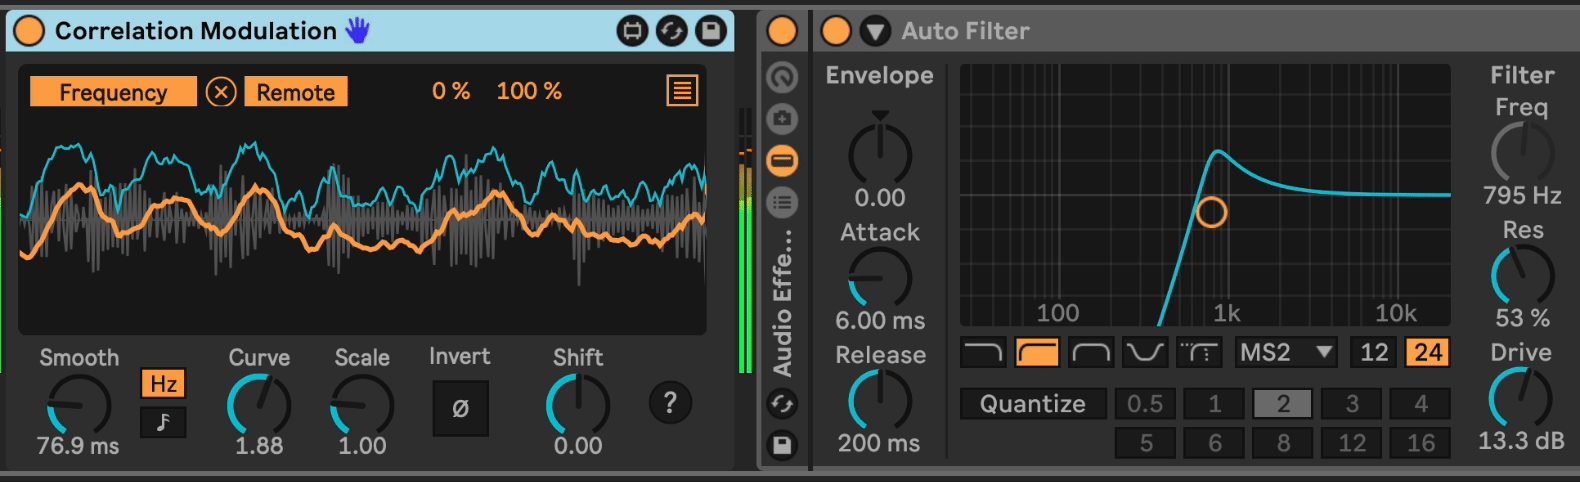 Correlation Modulation
Frequency Remote 0 % 100 %
Smooth
Hz
76.9 ms
Curve
1.88
Scale
1.00
Invert
Ø
Shift
0.00
?
Audio Effe...
Auto Filter
Envelope
0.00
Attack
6.00 ms
Release
200 ms
100 1k 10k
MS2 12 24
Quantize 0.5 1 2 3 4
5 6 8 12 16
Filter
Freq
795 Hz
Res
53 %
Drive
13.3 dB